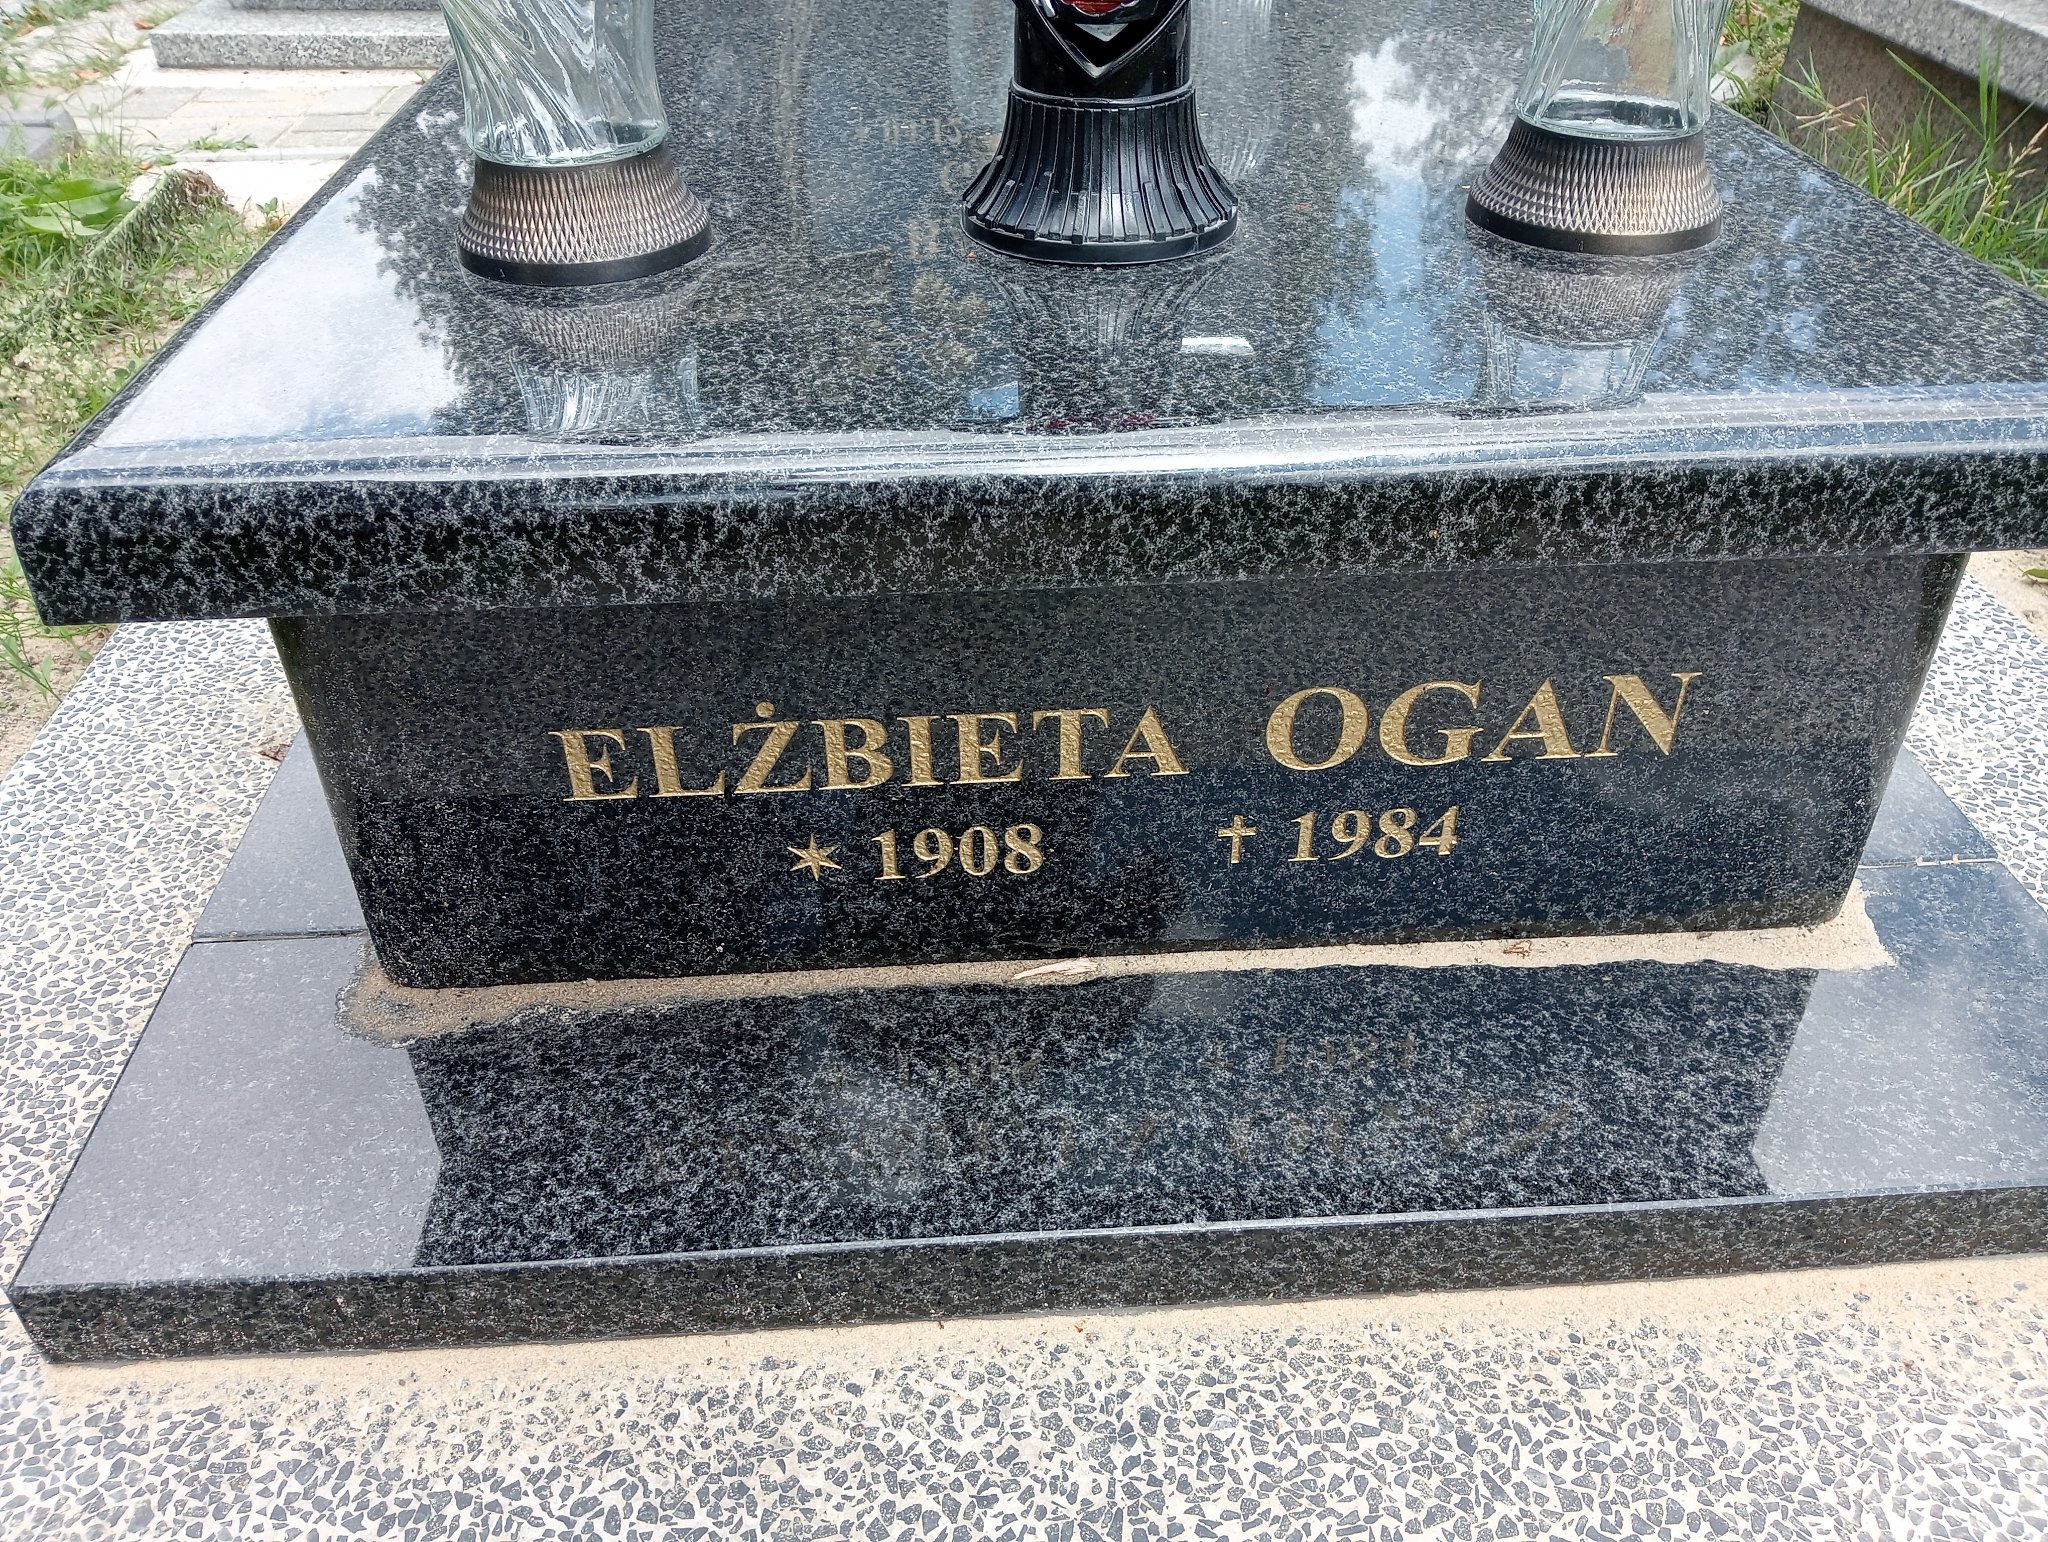 ELŻBIETA OGAN
* 1908 † 1984